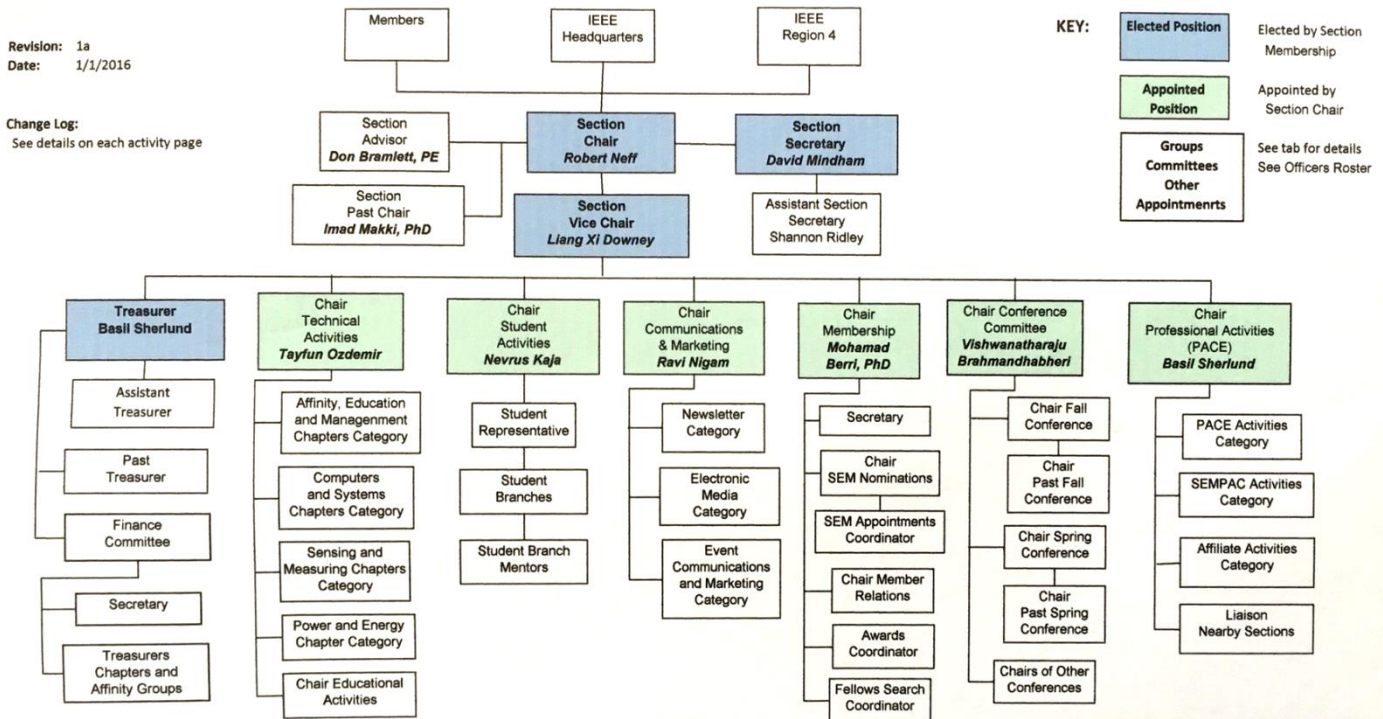 Revision: 1a
Date: 1/1/2016
Change Log:
See details on each activity page
Members
IEEE
Headquarters
IEEE
Region 4
KEY:
Elected Position
Elected by Section
Membership
Appointed
Position
Appointed by
Section Chair
Groups
Committees
Other
Appointmenrts
See tab for details
See Officers Roster
Section
Advisor
Don Bramlett, PE
Section
Chair
Robert Neff
Section
Secretary
David Mindham
Section
Past Chair
Imad Makki, PhD
Section
Vice Chair
Liang Xi Downey
Assistant Section
Secretary
Shannon Ridley
Treasurer
Basil Sherlund
Assistant
Treasurer
Past
Treasurer
Finance
Committee
Secretary
Treasurers
Chapters and
Affinity Groups
Chair
Technical
Activities
Tayfun Ozdemir
Affinity, Education
and Managenment
Chapters Category
Computers
and Systems
Chapters Category
Sensing and
Measuring Chapters
Category
Power and Energy
Chapter Category
Chair Educational
Activities
Chair
Student
Activities
Nevrus Kaja
Student
Representative
Student
Branches
Student Branch
Mentors
Chair
Communications
& Marketing
Ravi Nigam
Newsletter
Category
Electronic
Media
Category
Event
Communications
and Marketing
Category
Chair
Membership
Mohamad
Berri, PhD
Secretary
Chair
SEM Nominations
SEM Appointments
Coordinator
Chair Member
Relations
Awards
Coordinator
Fellows Search
Coordinator
Chair Conference
Committee
Vishwanatharaju
Brahmandhabheri
Chair Fall
Conference
Chair
Past Fall
Conference
Chair Spring
Conference
Chair
Past Spring
Conference
Chairs of Other
Conferences
Chair
Professional Activities
(PACE)
Basil Sherlund
PACE Activities
Category
SEMPAC Activities
Category
Affiliate Activities
Category
Liaison
Nearby Sections